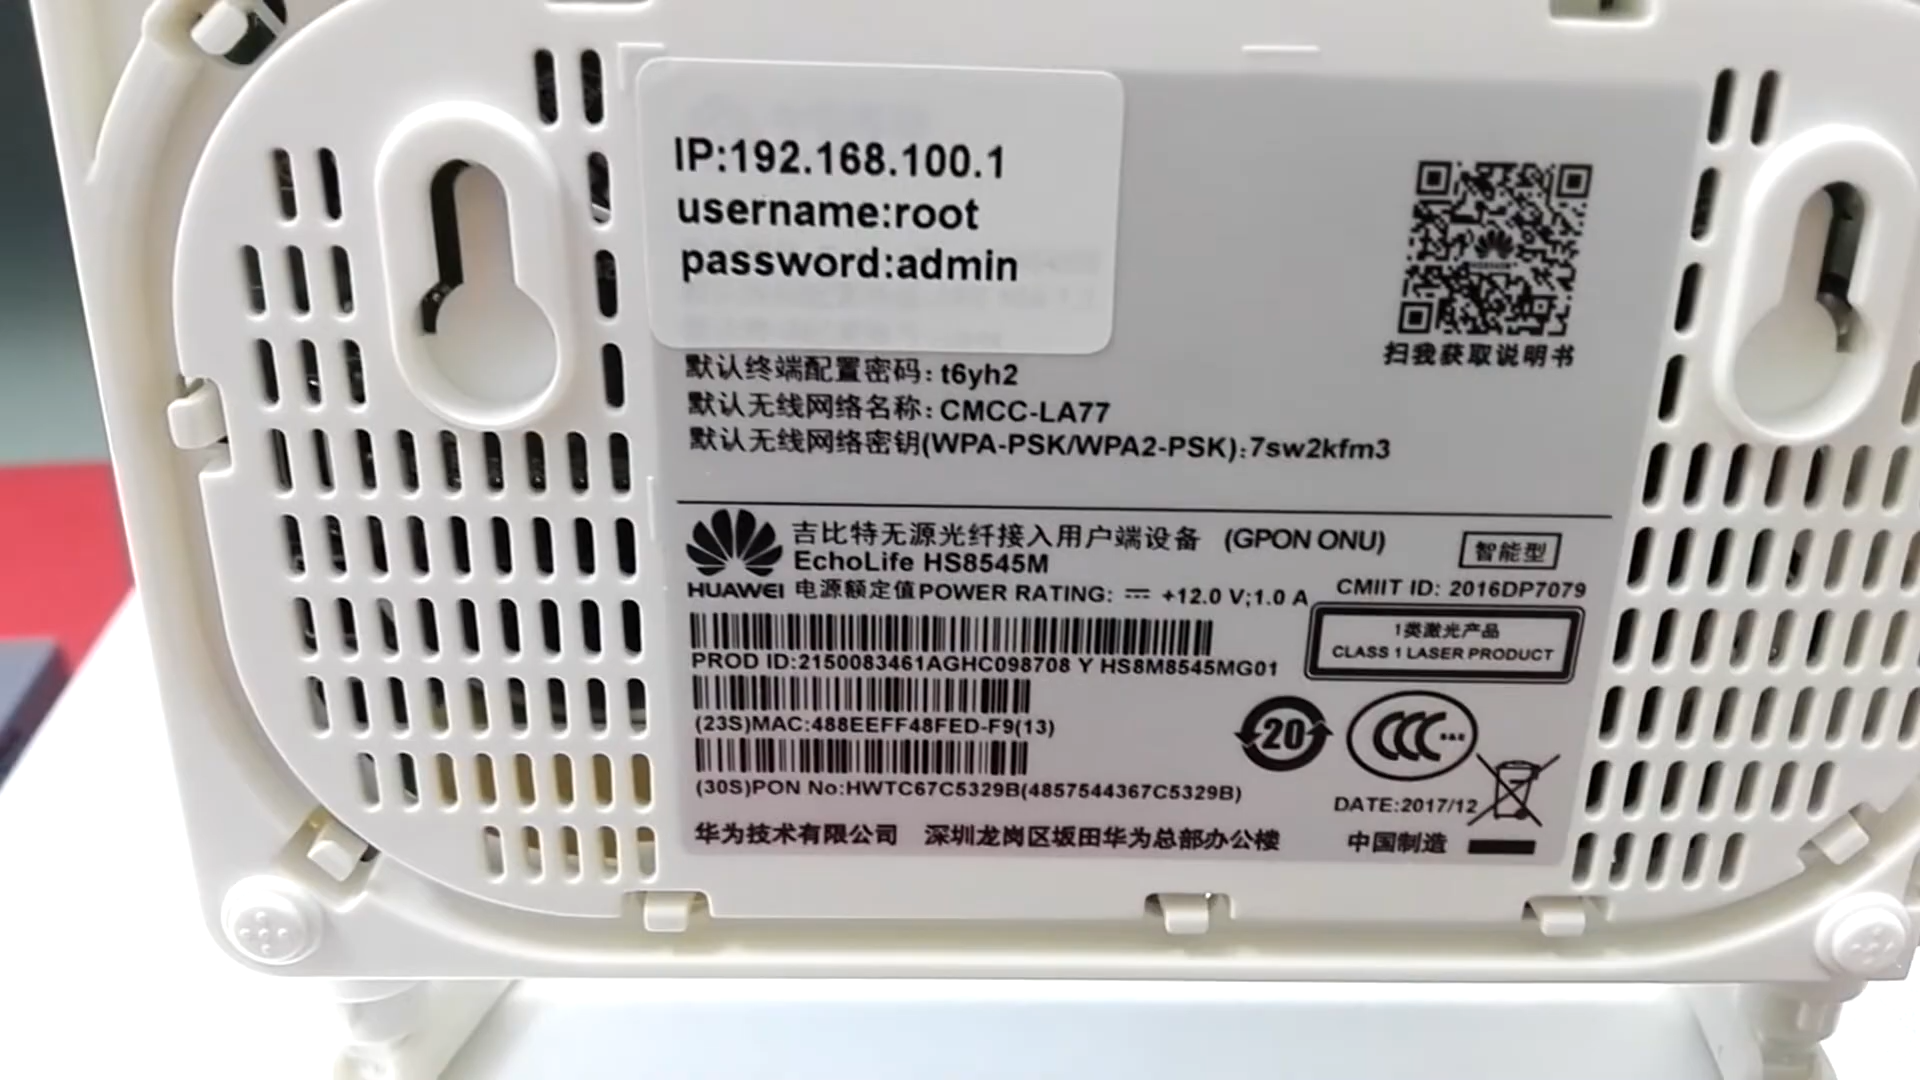 IP:192.168.100.1
username:root
password:admin
扫我获取说明书
默认终端配置密码: t6yh2
默认无线网络名称: CMCC-LA77
默认无线网络密钥(WPA-PSK/WPA2-PSK):7sw2kfm3
吉比特无源光纤接入用户端设备 (GPON ONU)
智能型
EchoLife HS8545M
HUAWEI
电源额定值POWER RATING: ⎓ +12.0 V;1.0 A
CMIIT ID: 2016DP7079
1类激光产品
CLASS 1 LASER PRODUCT
PROD ID:2150083461AGHC098708 Y HS8M8545MG01
(23S)MAC:488EEFF48FED-F9(13)
20
CCC
S&E
(30S)PON No:HWTC67C5329B(4857544367C5329B)
DATE:2017/12
华为技术有限公司 深圳龙岗区坂田华为总部办公楼
中国制造